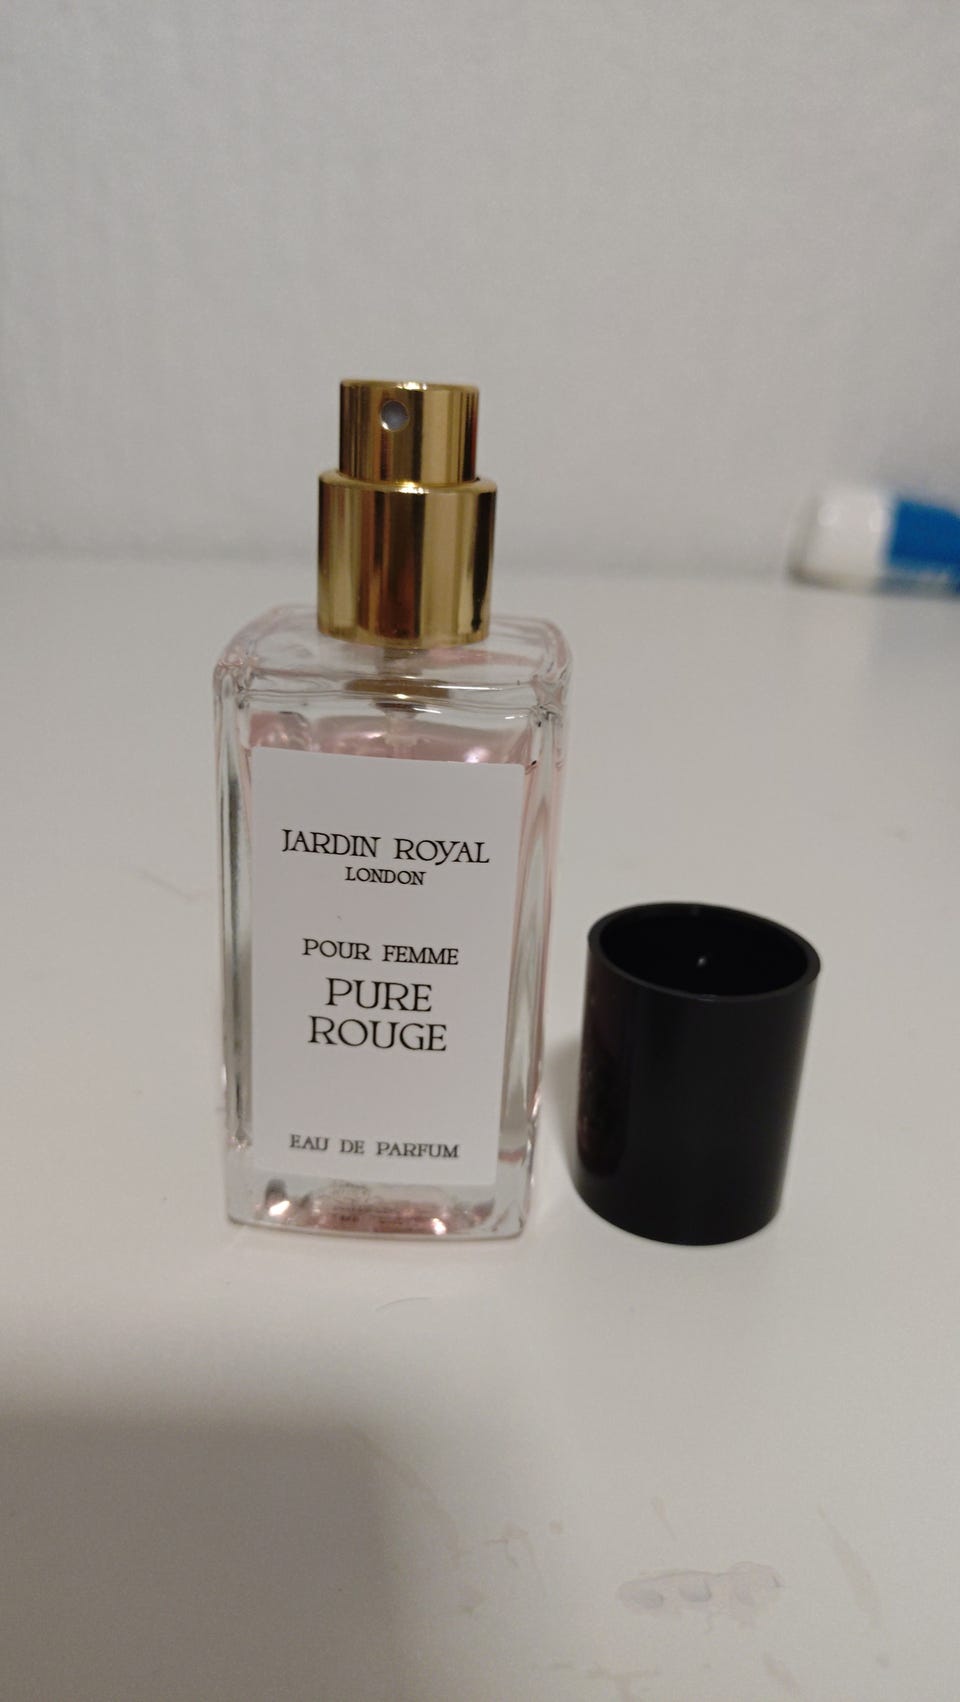 JARDIN ROYAL
LONDON
POUR FEMME
PURE
ROUGE
EAU DE PARFUM